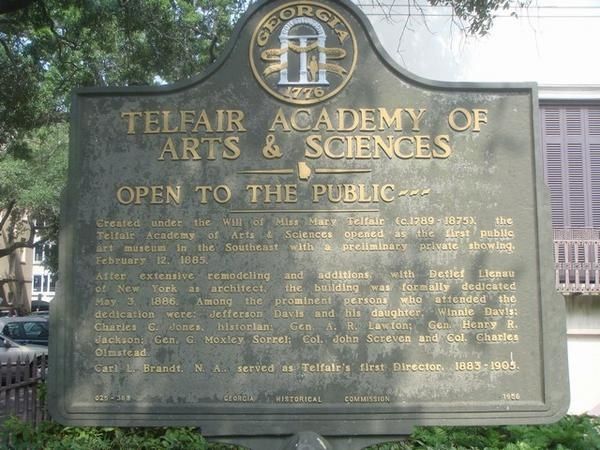 GEORGIA
1776
TELFAIR ACADEMY OF
ARTS & SCIENCES
OPEN TO THE PUBLIC---
Created under the Will of Miss Mary Telfair (c.1789-1875), the
Telfair Academy of Arts & Sciences opened as the first public
art museum in the Southeast with a preliminary private showing,
February 12, 1885.
After extensive remodeling and additions, with Detlef Lienau
of New York as architect, the building was formally dedicated
May 3, 1886. Among the prominent persons who attended the
dedication were: Jefferson Davis and his daughter, Winnie Davis;
Charles C. Jones, historian; Gen. A. R. Lawton; Gen. Henry R.
Jackson; Gen. G. Moxley Sorrel; Col. John Screven and Col. Charles
Olmstead.
Carl L. Brandt, N. A., served as Telfair's first Director, 1883-1905.
025-383 GEORGIA HISTORICAL COMMISSION 1956